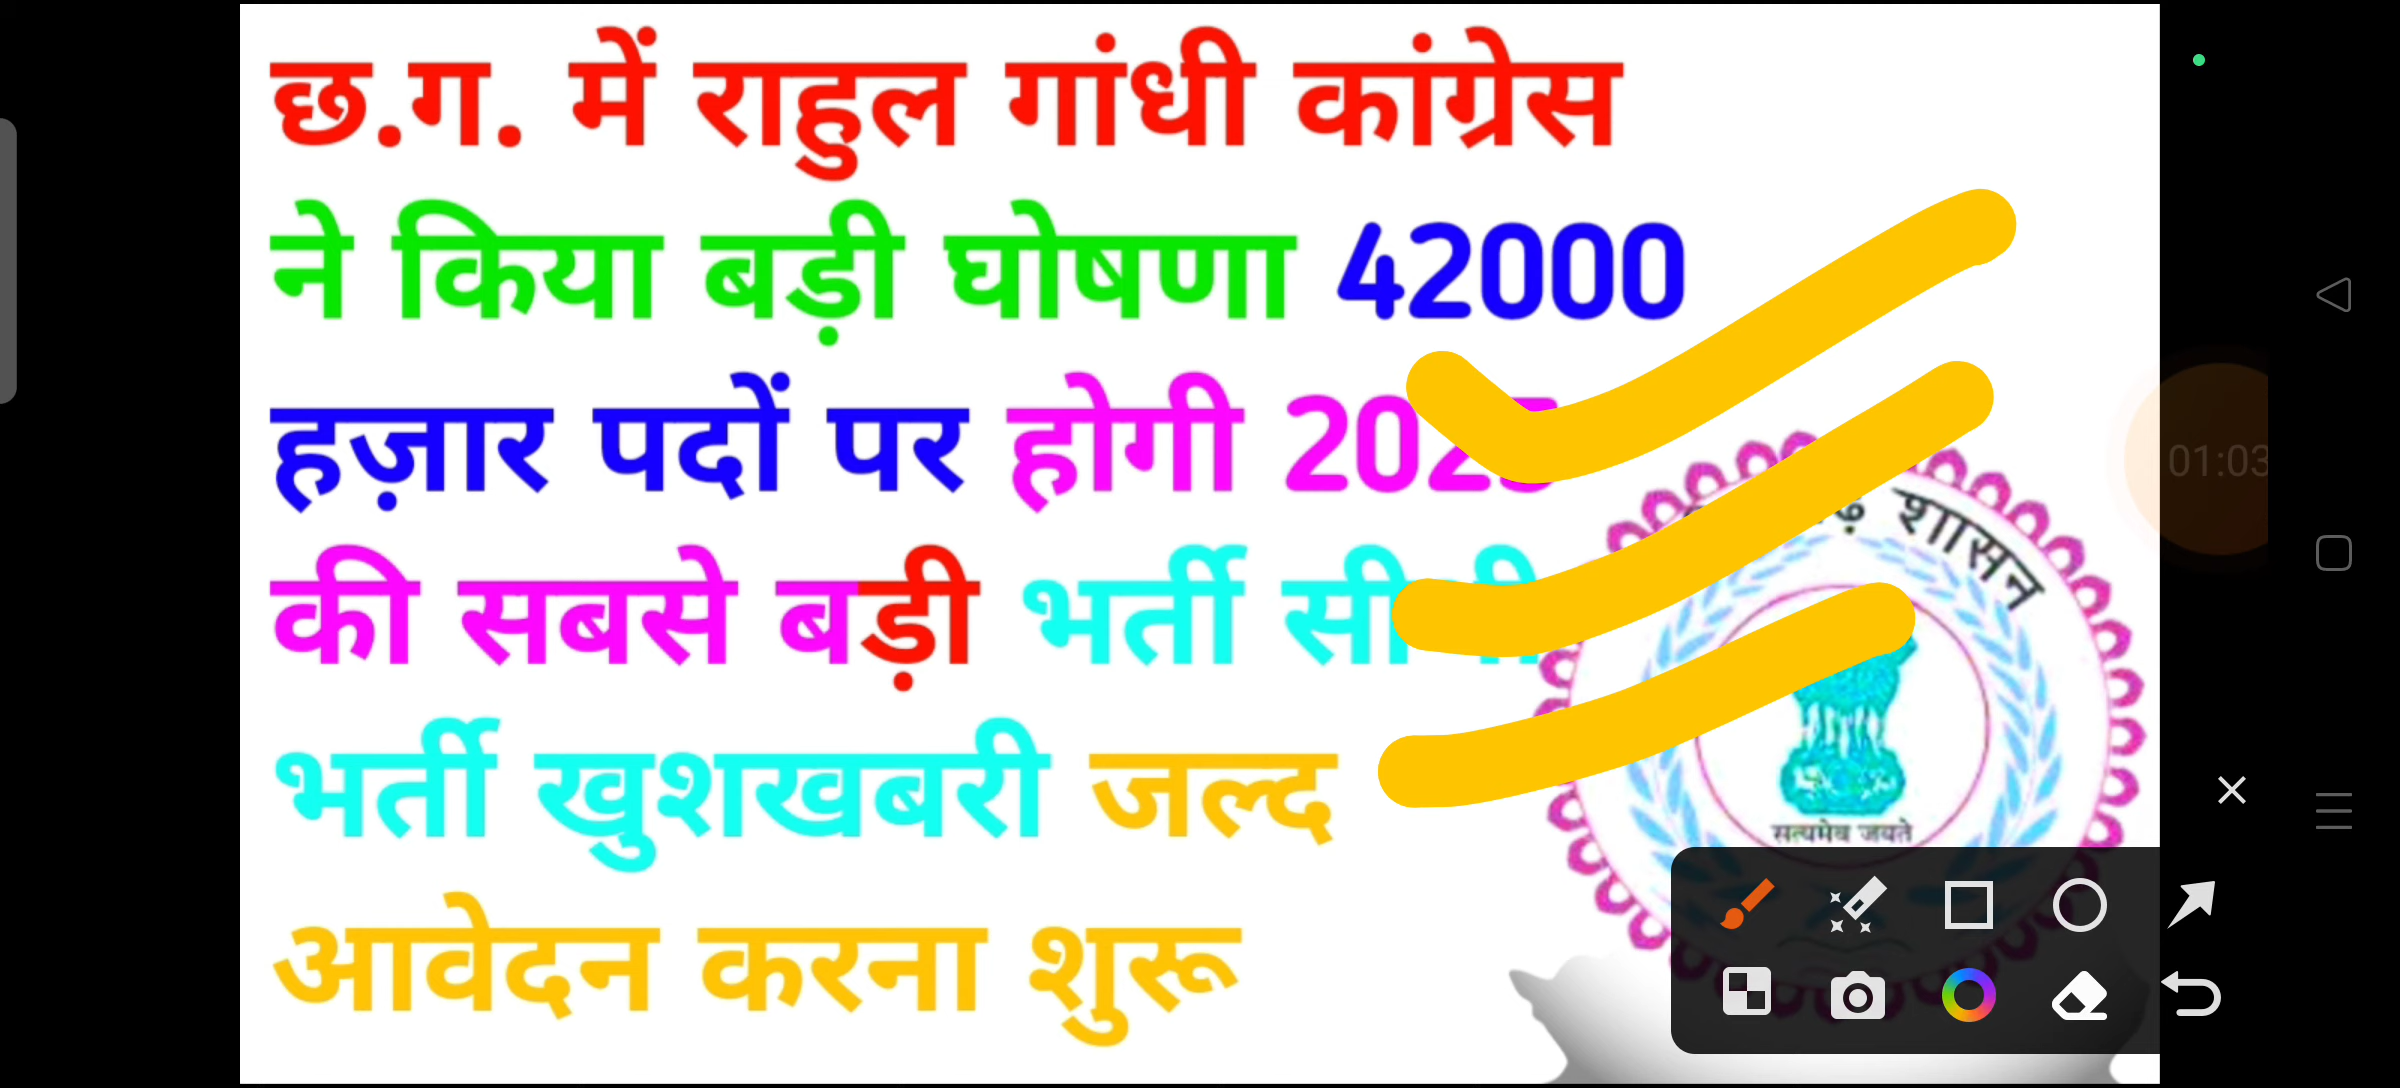 छ.ग. में राहुल गांधी कांग्रेस
ने किया बड़ी घोषणा 42000
हज़ार पदों पर होगी
की सबसे बड़ी भर्ती
भर्ती खुशखबरी जल्द
आवेदन करना शुरू
शासन
सत्यमेव जयते
01:03